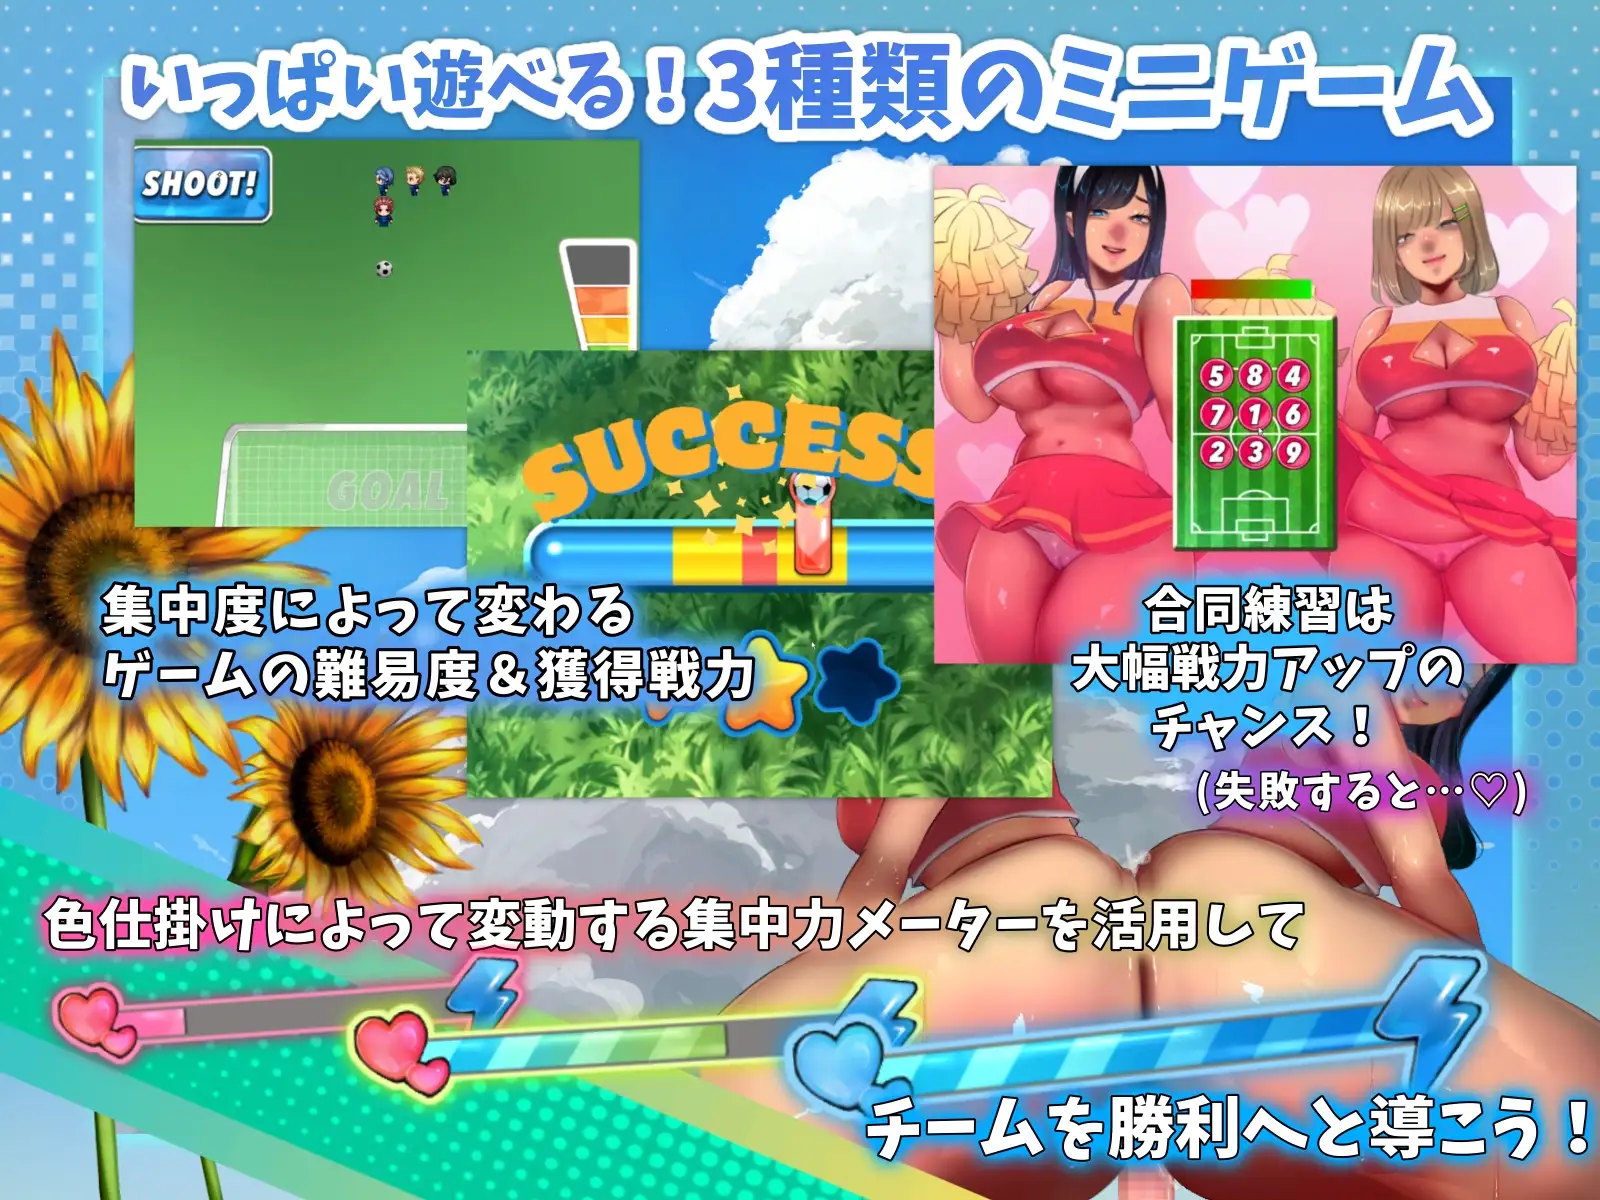 いっぱい遊べる！3種類のミニゲーム
SHOOT!
GOAL
SUCCESS
5 8 4
7 1 6
2 3 9
集中度によって変わる
ゲームの難易度＆獲得戦力
合同練習は
大幅戦力アップの
チャンス！
(失敗すると…♡)
色仕掛けによって変動する集中力メーターを活用して
チームを勝利へと導こう！